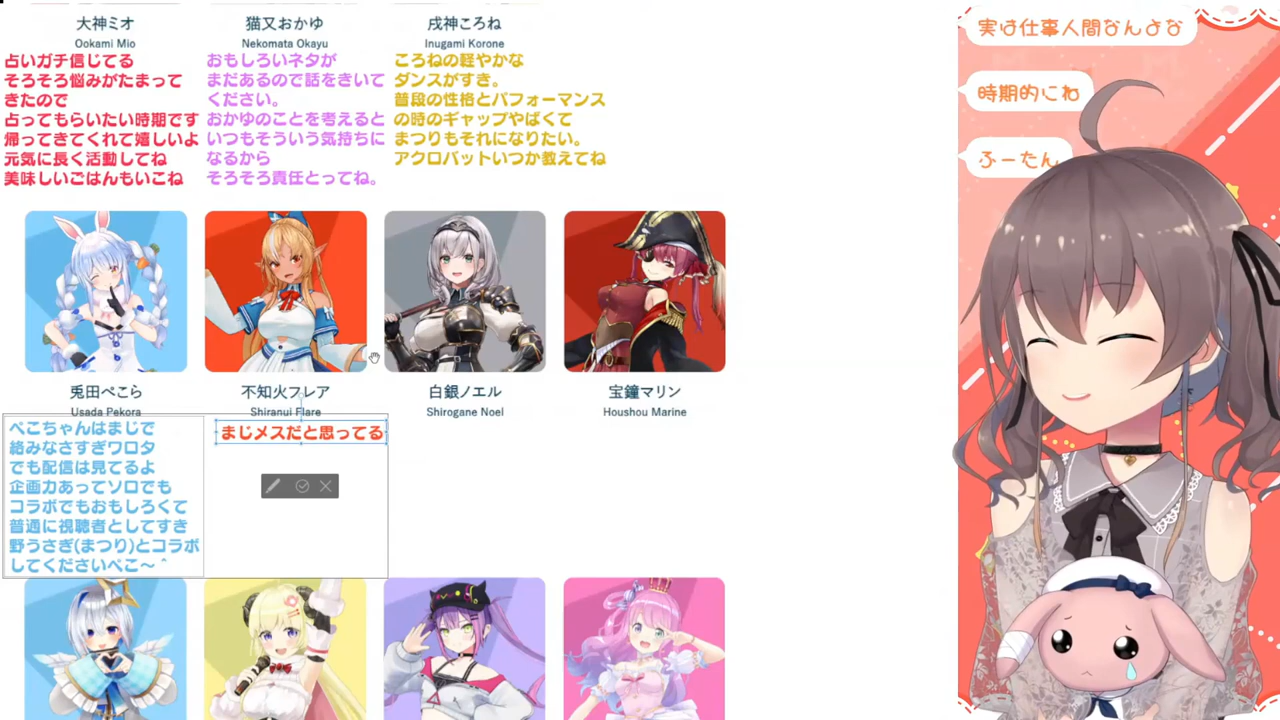 大神ミオ
Ookami Mio
占いガチ信じてる
そろそろ悩みがたまって
きたので
占ってもらいたい時期です
帰ってきてくれて嬉しいよ
元気に長く活動してね
美味しいごはんもいこね
猫又おかゆ
Nekomata Okayu
おもしろいネタが
まだあるので話をきいて
ください。
おかゆのことを考えると
いつもそういう気持ちに
なるから
そろそろ責任とってね。
戌神ころね
Inugami Korone
ころねの軽やかな
ダンスがすき。
普段の性格とパフォーマンス
の時のギャップやばくて
まつりもそれになりたい。
アクロバットいつか教えてね
兎田ぺこら
Usada Pekora
ぺこちゃんはまじで
絡みなさすぎワロタ
でも配信は見てるよ
企画力あってソロでも
コラボでもおもしろくて
普通に視聴者としてすき
野うさぎ(まつり)とコラボ
してくださいぺこ〜＾
不知火フレア
Shiranui Flare
まじメスだと思ってる
白銀ノエル
Shirogane Noel
宝鐘マリン
Houshou Marine
実は仕事人間なんよな
時期的にね
ふーたん